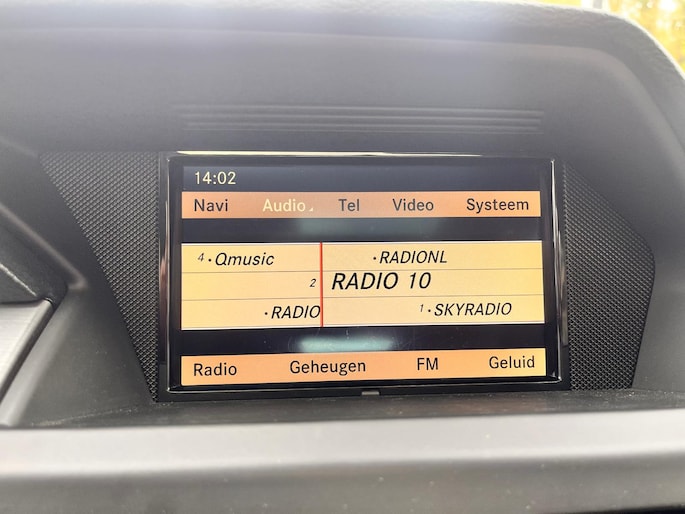 14:02
Navi Audio Tel Video Systeem
4 · Qmusic · RADIONL
2 RADIO 10
· RADIO 1 · SKYRADIO
Radio Geheugen FM Geluid